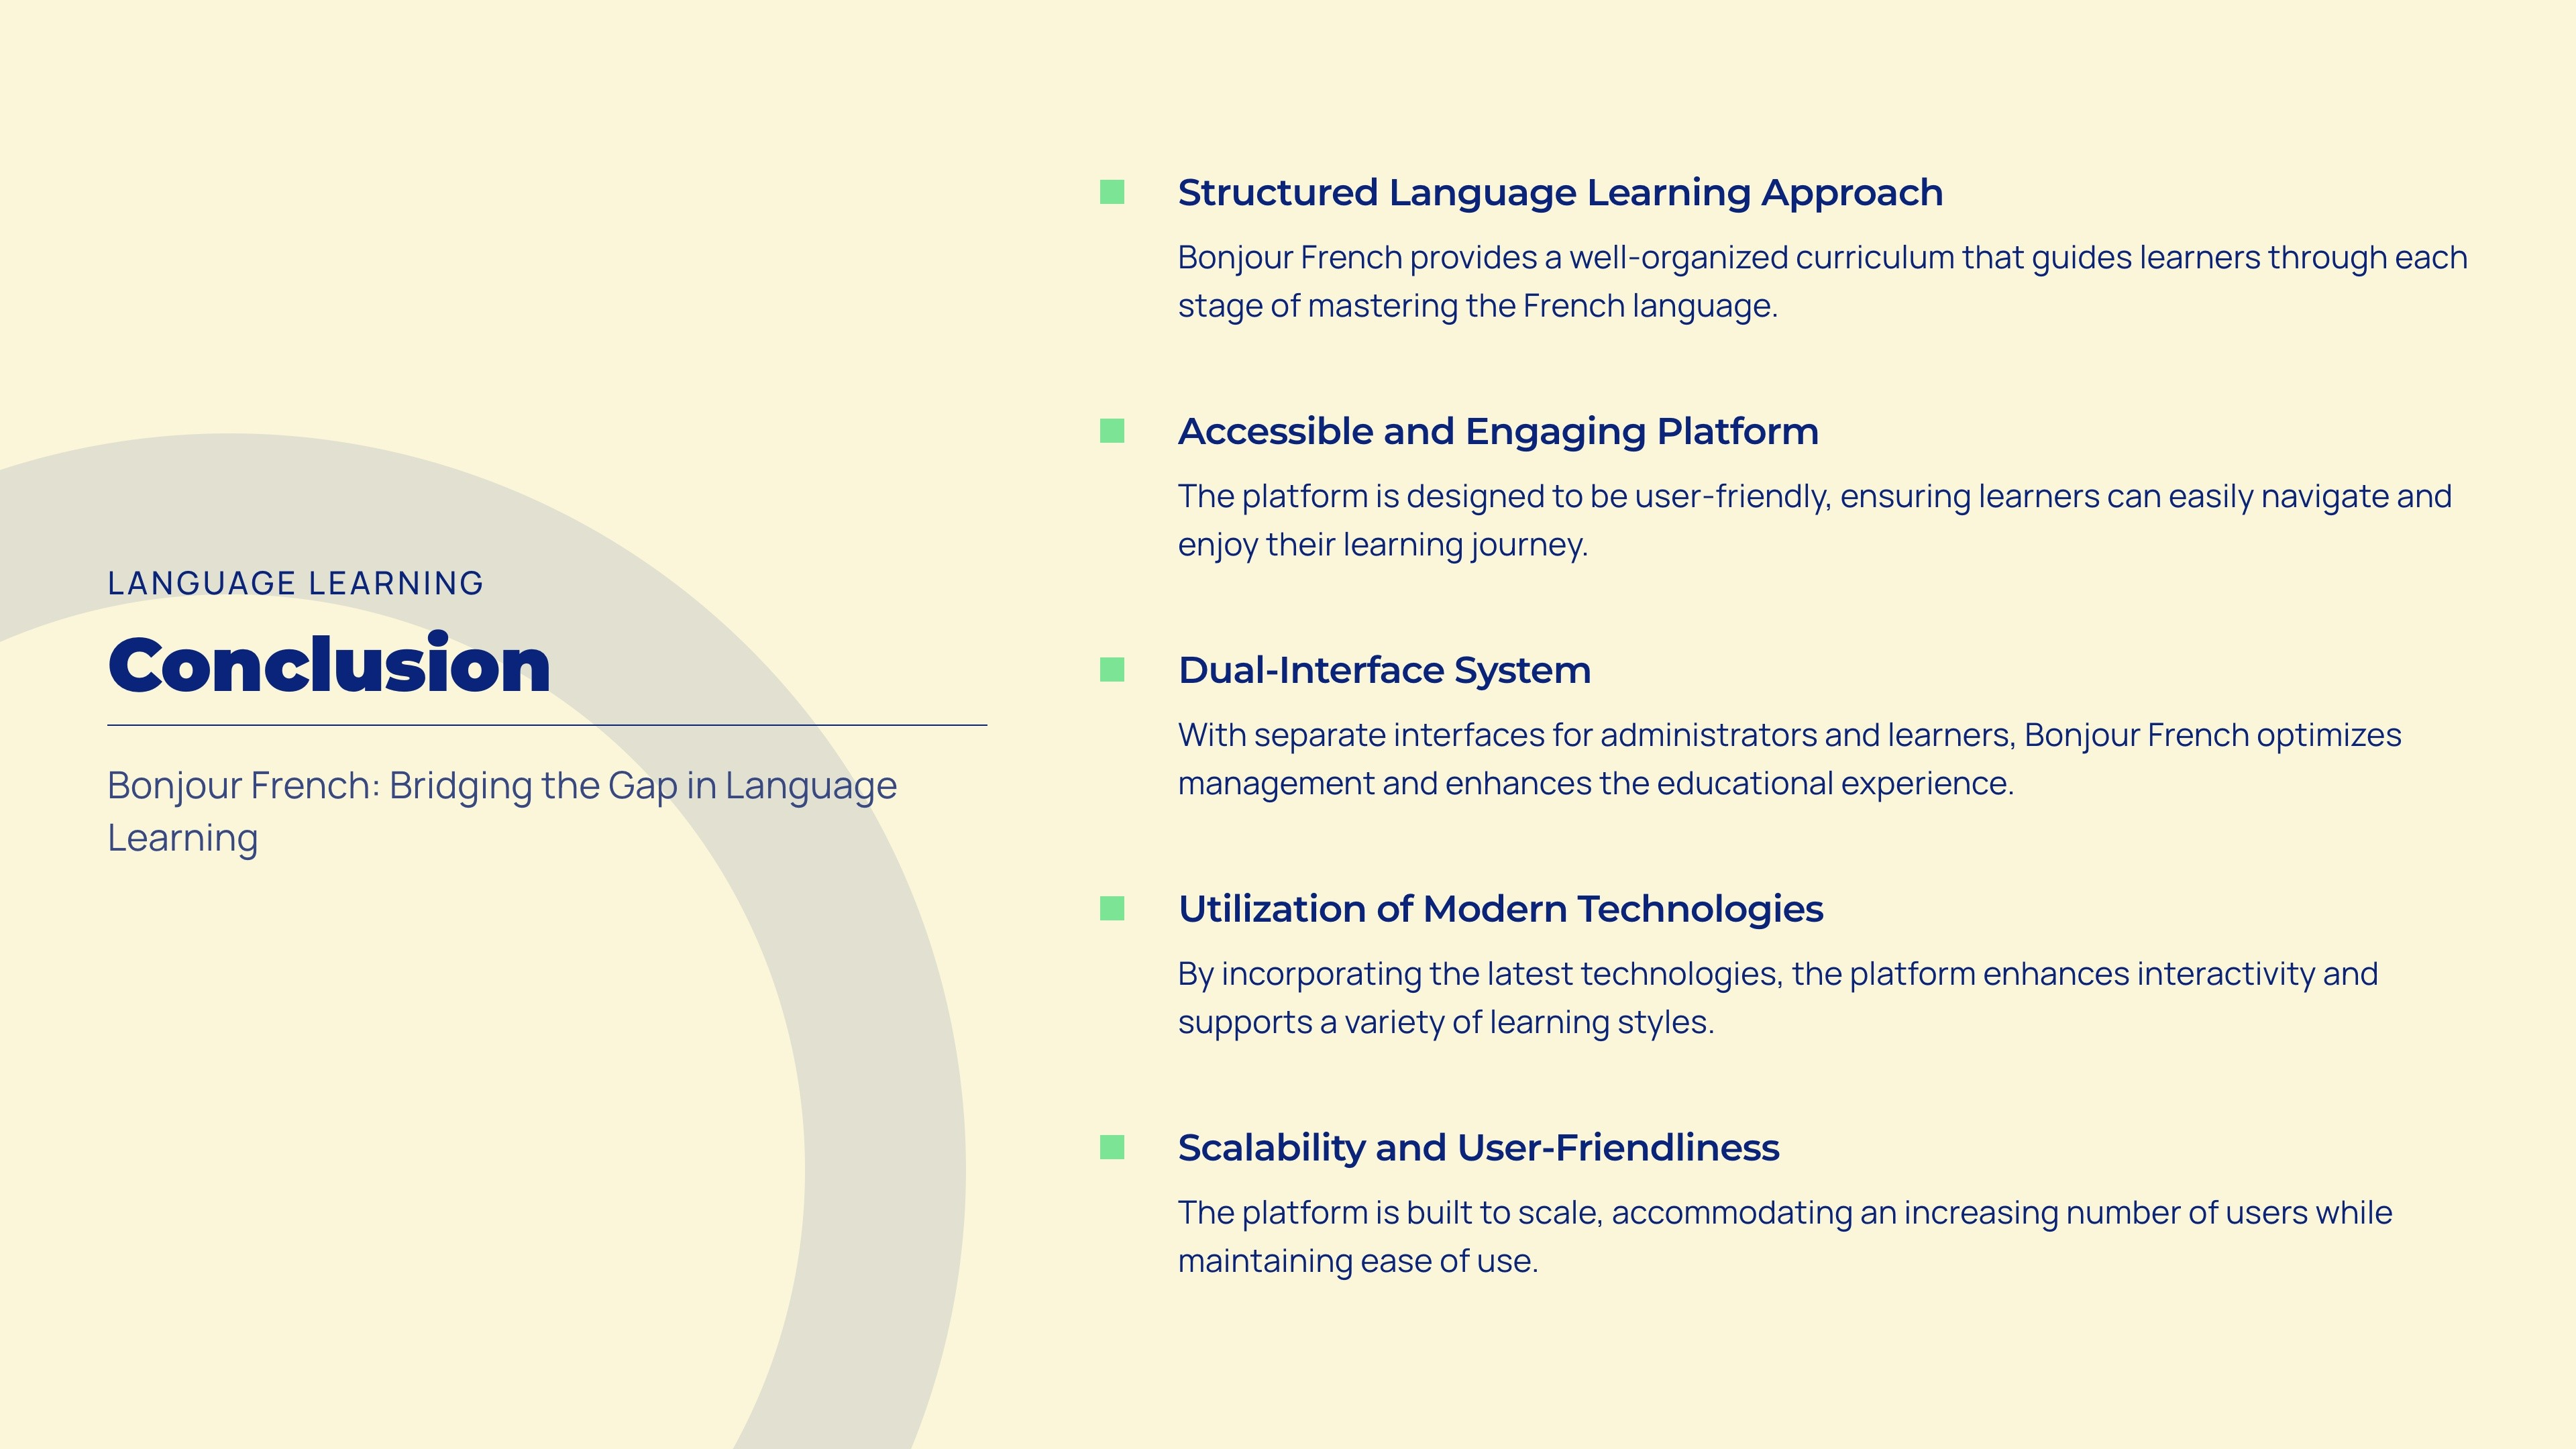 LANGUAGE LEARNING
Conclusion
Bonjour French: Bridging the Gap in Language
Learning
Structured Language Learning Approach
Bonjour French provides a well-organized curriculum that guides learners through each
stage of mastering the French language.
Accessible and Engaging Platform
The platform is designed to be user-friendly, ensuring learners can easily navigate and
enjoy their learning journey.
Dual-Interface System
With separate interfaces for administrators and learners, Bonjour French optimizes
management and enhances the educational experience.
Utilization of Modern Technologies
By incorporating the latest technologies, the platform enhances interactivity and
supports a variety of learning styles.
Scalability and User-Friendliness
The platform is built to scale, accommodating an increasing number of users while
maintaining ease of use.